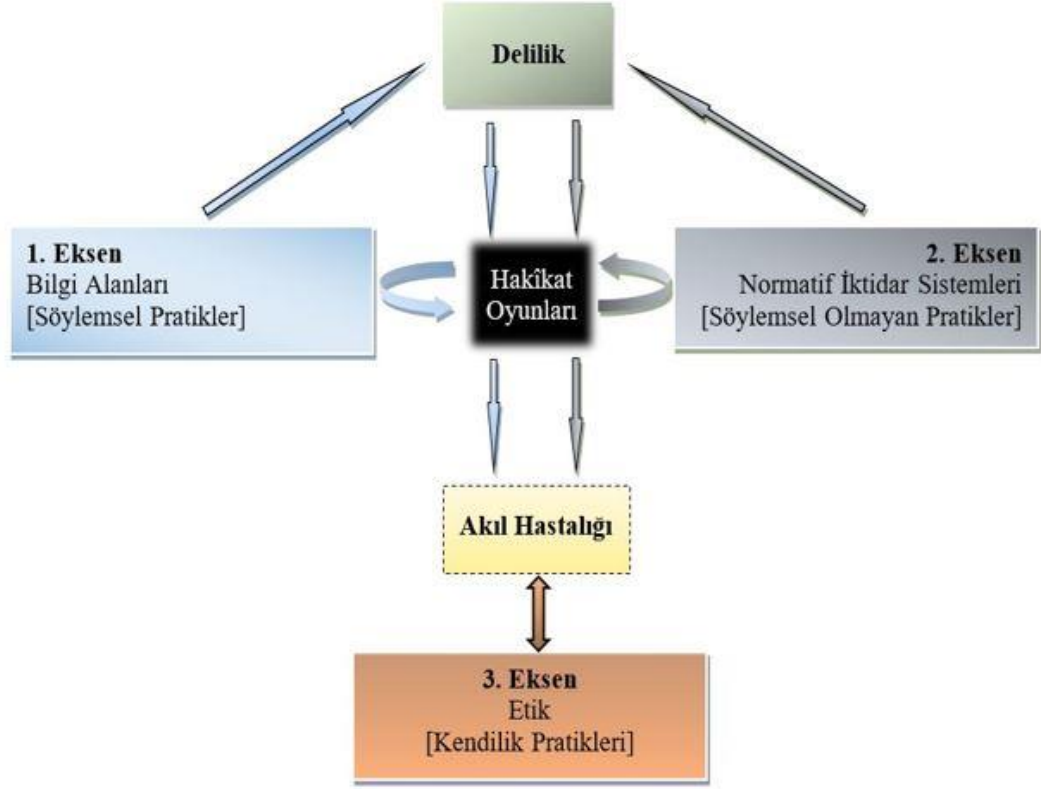 Delilik
1. Eksen
Bilgi Alanları
[Söylemsel Pratikler]
Hakîkat
Oyunları
2. Eksen
Normatif İktidar Sistemleri
[Söylemsel Olmayan Pratikler]
Akıl Hastalığı
3. Eksen
Etik
[Kendilik Pratikleri]